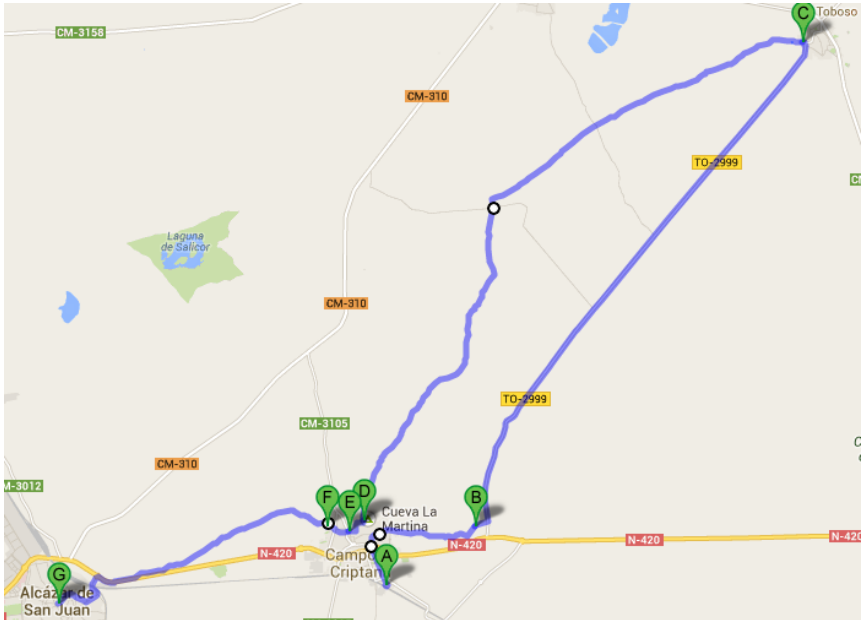 C
Toboso
CM-3158
CM-310
TO-2999
Laguna
de Salicor
CM-310
TO-2999
CM-3105
CM-310
M-3012
F
E
D
B
Cueva La
Martina
N-420
N-420
N-420
N-420
Campo
Criptan
A
G
Alcázar de
San Juan